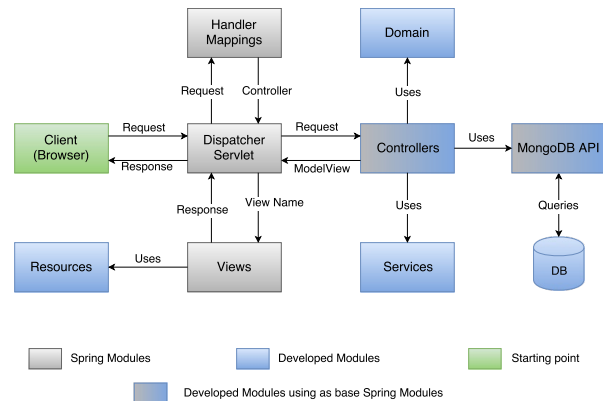 Handler
Mappings
Domain
Request
Controller
Uses
Client
(Browser)
Request
Response
Dispatcher
Servlet
Request
ModelView
Controllers
Uses
MongoDB API
Response
View Name
Uses
Queries
Resources
Uses
Views
Services
DB
Spring Modules
Developed Modules
Starting point
Developed Modules using as base Spring Modules